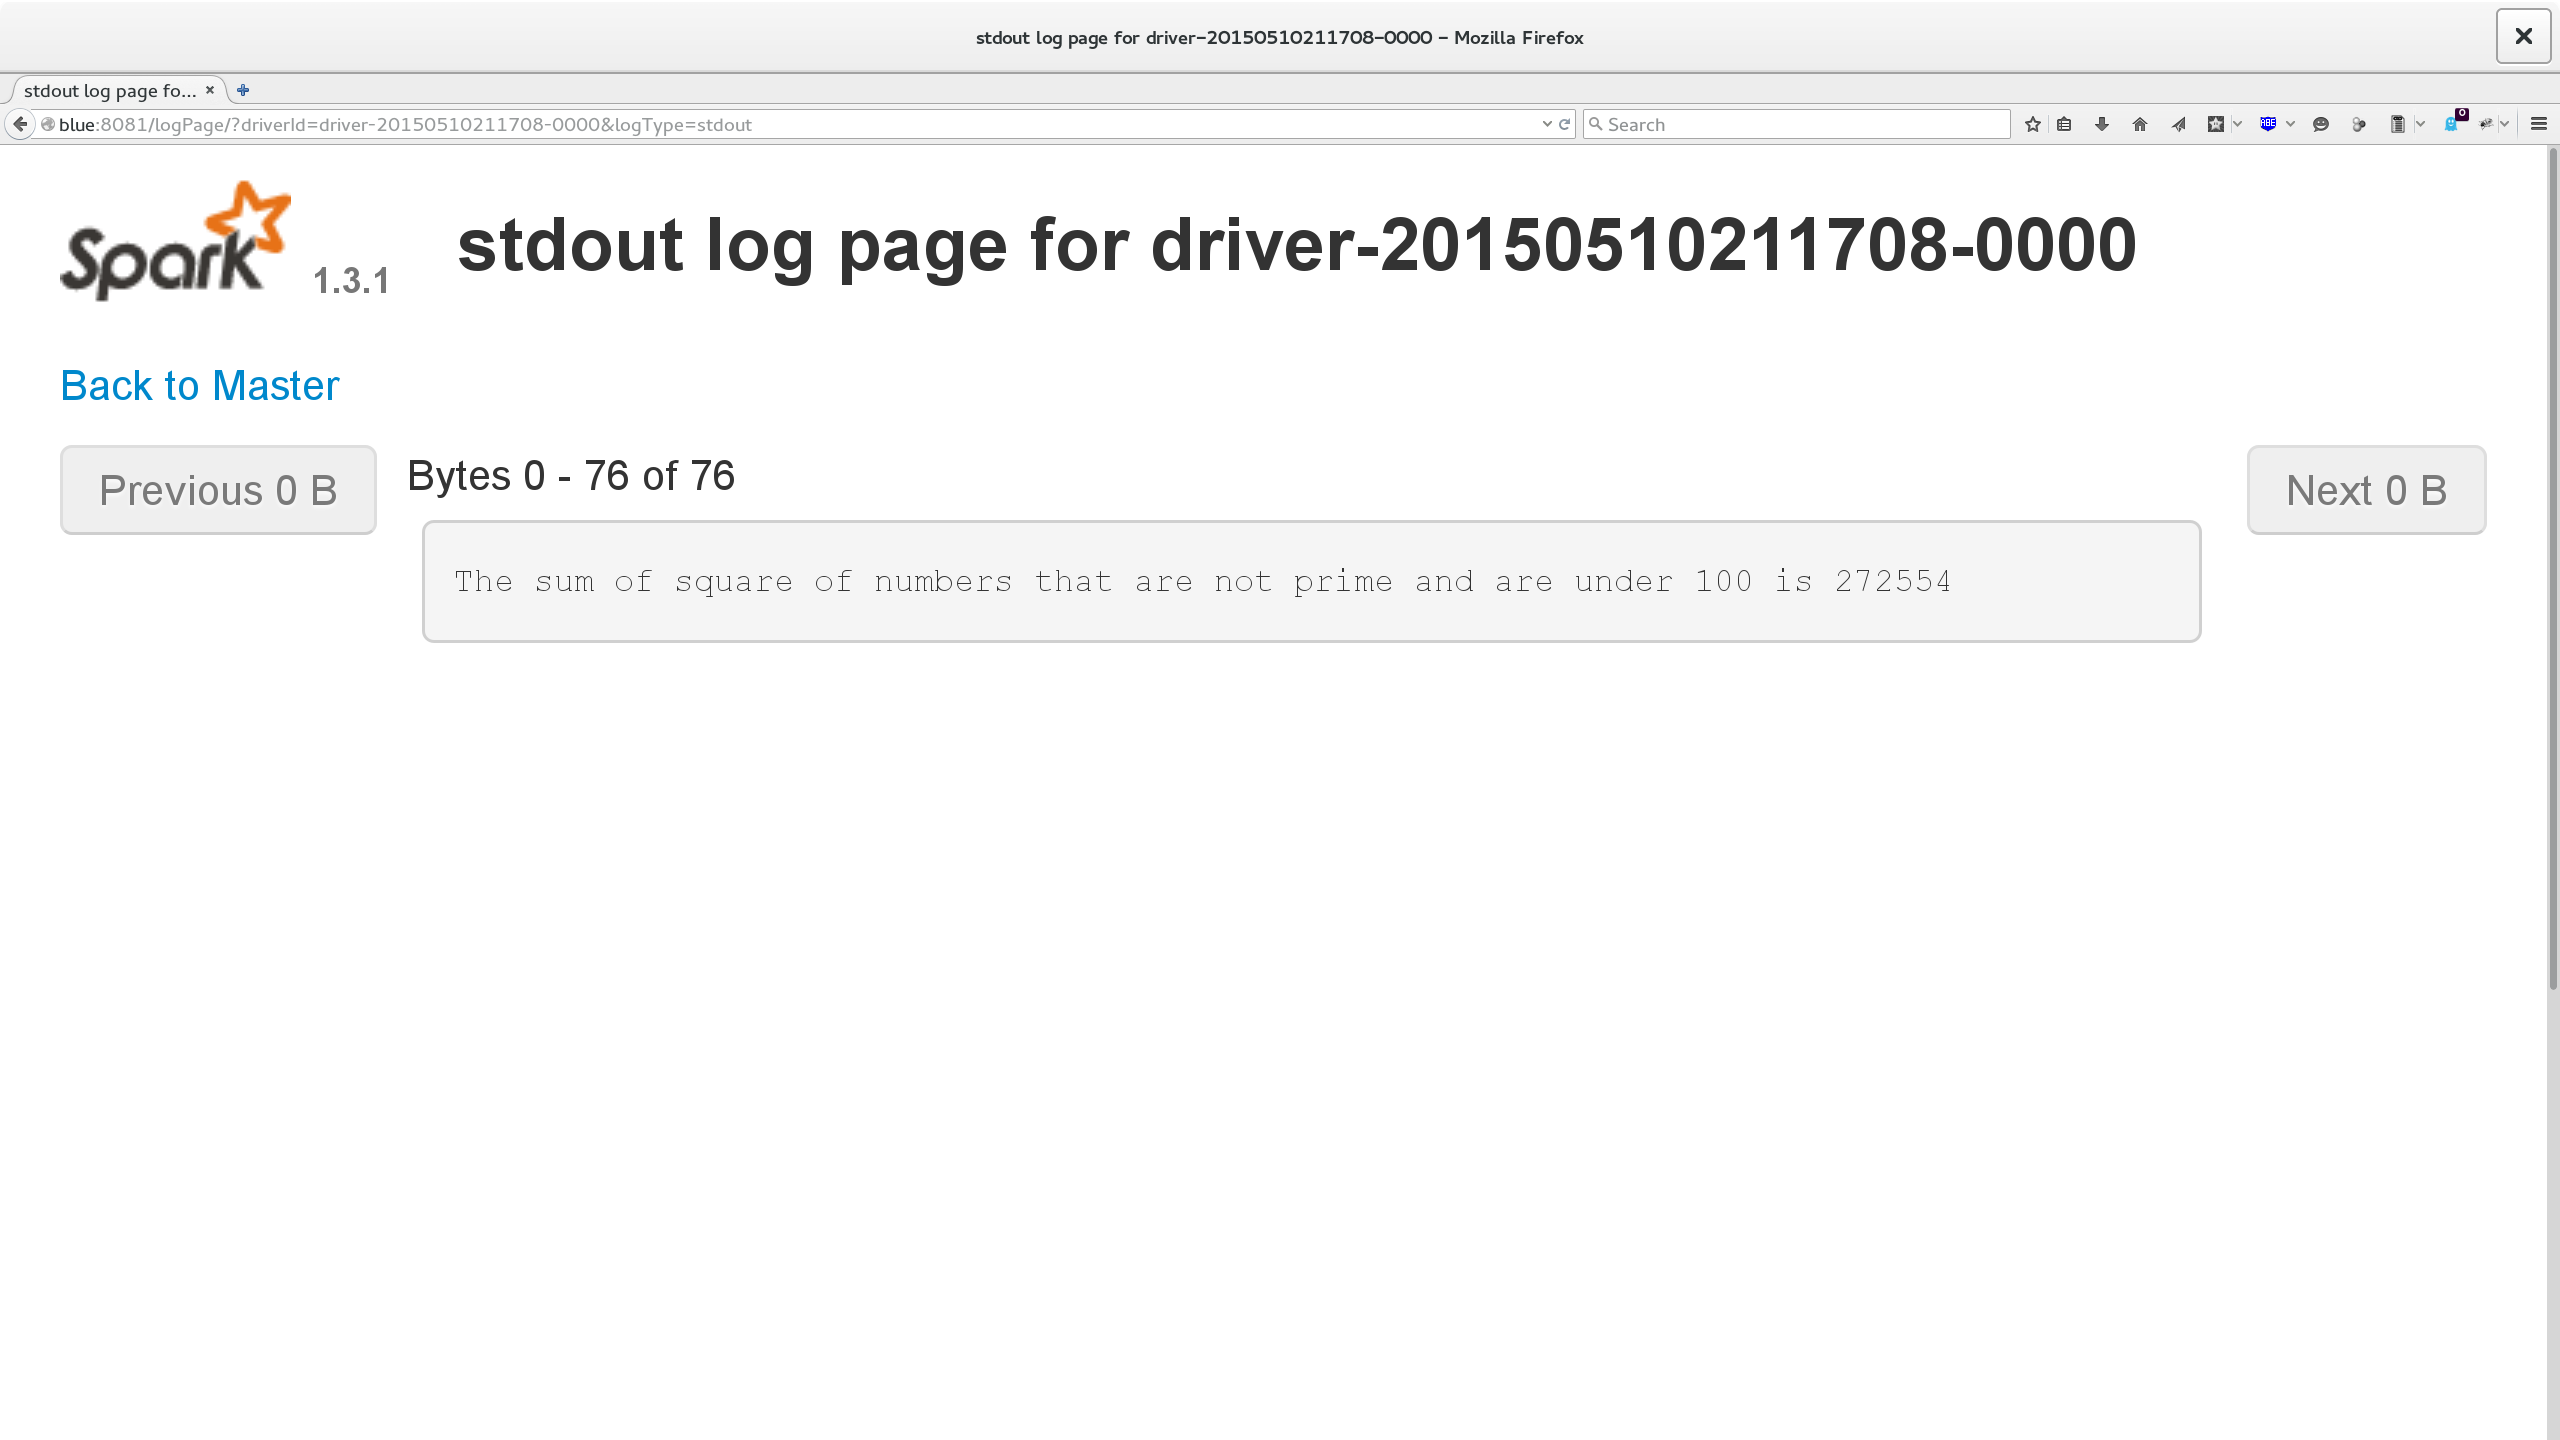 stdout log page for driver-20150510211708-0000 - Mozilla Firefox
stdout log page fo...
blue:8081/logPage/?driverId=driver-20150510211708-0000&logType=stdout
Search
ABE
0
Spark 1.3.1
stdout log page for driver-20150510211708-0000
Back to Master
Previous 0 B
Bytes 0 - 76 of 76
Next 0 B
The sum of square of numbers that are not prime and are under 100 is 272554